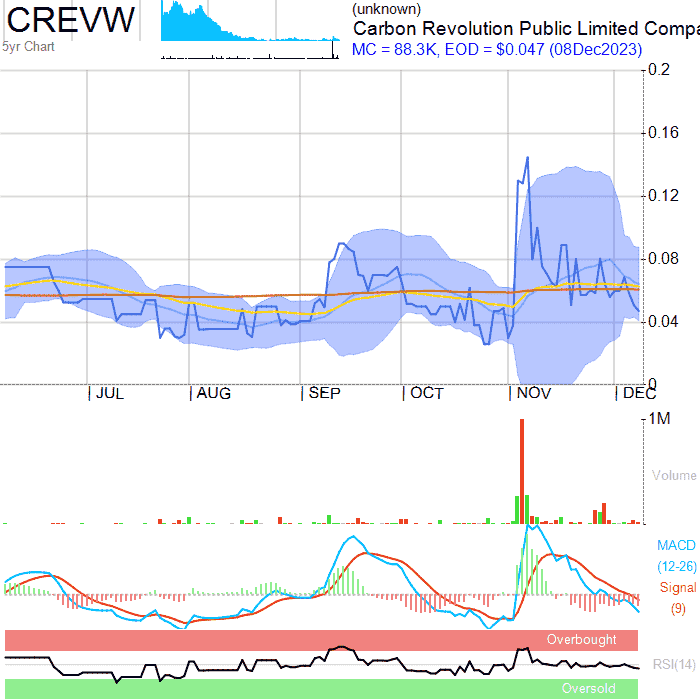 CREVW
5yr Chart
(unknown)
Carbon Revolution Public Limited Compa
MC = 88.3K, EOD = $0.047 (08Dec2023)
0.2
0.16
0.12
0.08
0.04
0
JUL AUG SEP OCT NOV DEC
1M
Volume
MACD
(12-26)
Signal
(9)
Overbought
RSI(14)
Oversold